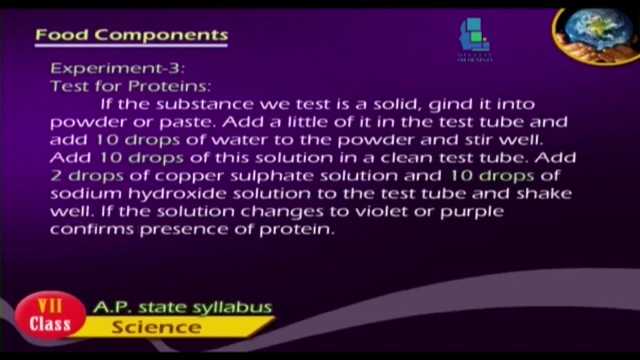 Food Components
Experiment-3:
Test for Proteins:
If the substance we test is a solid, gind it into
powder or paste. Add a little of it in the test tube and
add 10 drops of water to the powder and stir well.
Add 10 drops of this solution in a clean test tube. Add
2 drops of copper sulphate solution and 10 drops of
sodium hydroxide solution to the test tube and shake
well. If the solution changes to violet or purple
confirms presence of protein.
VII
Class
A.P. state syllabus
Science